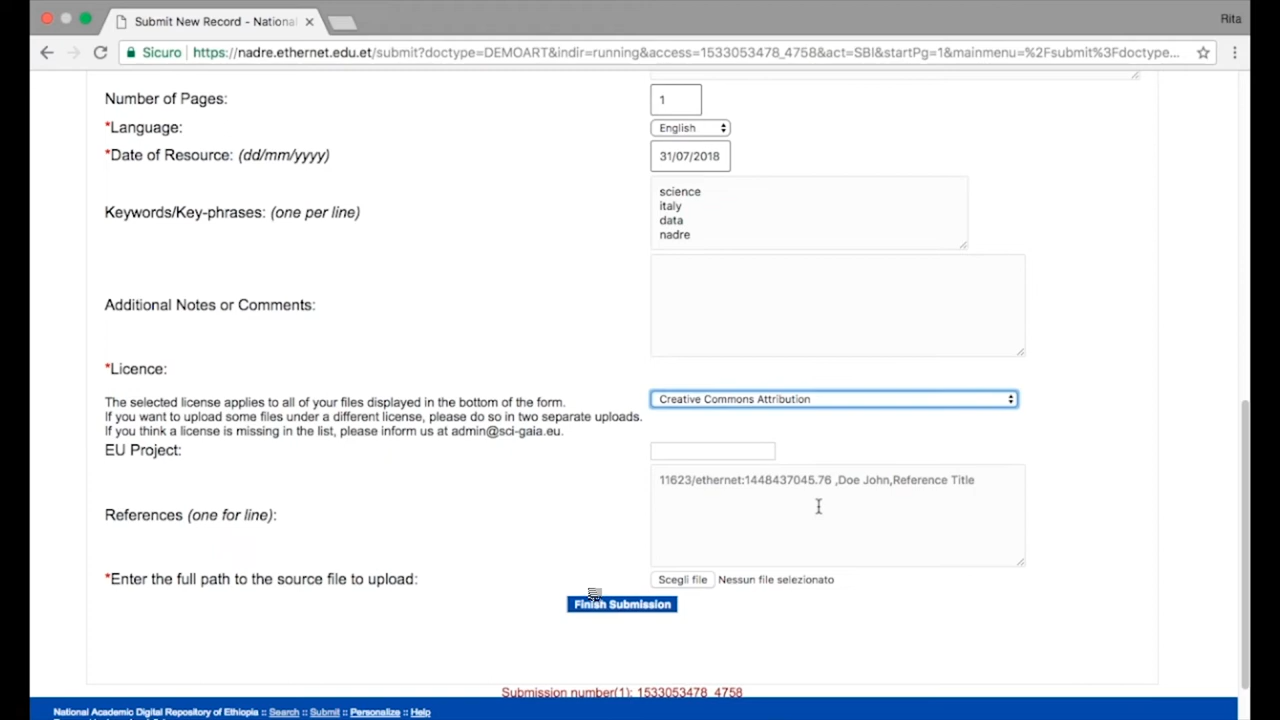 Submit New Record - National
Rita
Sicuro
https://nadre.ethernet.edu.et/submit?doctype=DEMOART&indir=running&access=1533053478_4758&act=SBI&startPg=1&mainmenu=%2Fsubmit%3Fdoctype...
Number of Pages:
1
*Language:
English
*Date of Resource: (dd/mm/yyyy)
31/07/2018
Keywords/Key-phrases: (one per line)
science
italy
data
nadre
Additional Notes or Comments:
*Licence:
The selected license applies to all of your files displayed in the bottom of the form.
If you want to upload some files under a different license, please do so in two separate uploads.
If you think a license is missing in the list, please inform us at admin@sci-gaia.eu.
Creative Commons Attribution
EU Project:
References (one for line):
11623/ethernet:1448437045.76 ,Doe John,Reference Title
*Enter the full path to the source file to upload:
Scegli file Nessun file selezionato
Finish Submission
Submission number(1): 1533053478_4758
National Academic Digital Repository of Ethiopia :: Search :: Submit :: Personalize :: Help